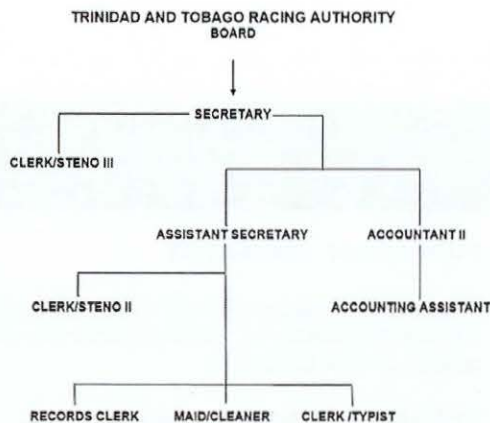 TRINIDAD AND TOBAGO RACING AUTHORITY
BOARD
SECRETARY
CLERK/STENO III
ASSISTANT SECRETARY
ACCOUNTANT II
CLERK/STENO II
ACCOUNTING ASSISTANT
RECORDS CLERK
MAID/CLEANER
CLERK /TYPIST